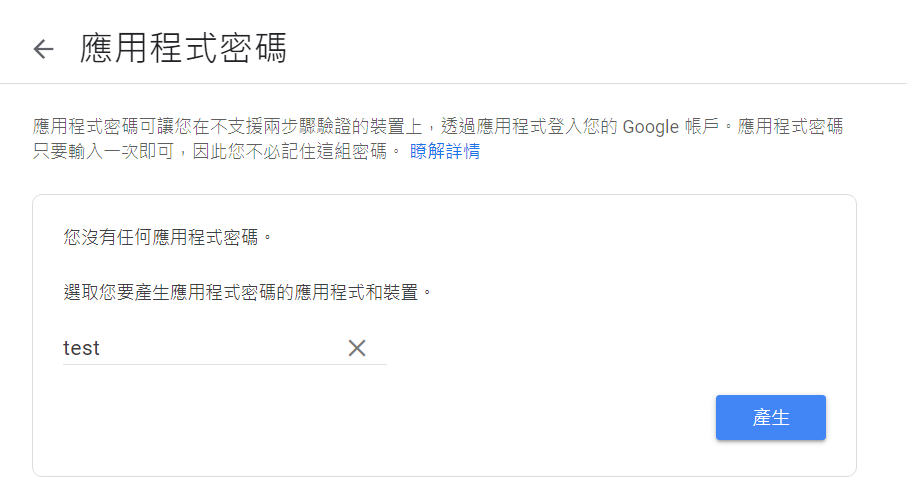 應用程式密碼
應用程式密碼可讓您在不支援兩步驟驗證的裝置上，透過應用程式登入您的 Google 帳戶。應用程式密碼
只要輸入一次即可，因此您不必記住這組密碼。 瞭解詳情
您沒有任何應用程式密碼。
選取您要產生應用程式密碼的應用程式和裝置。
test
產生